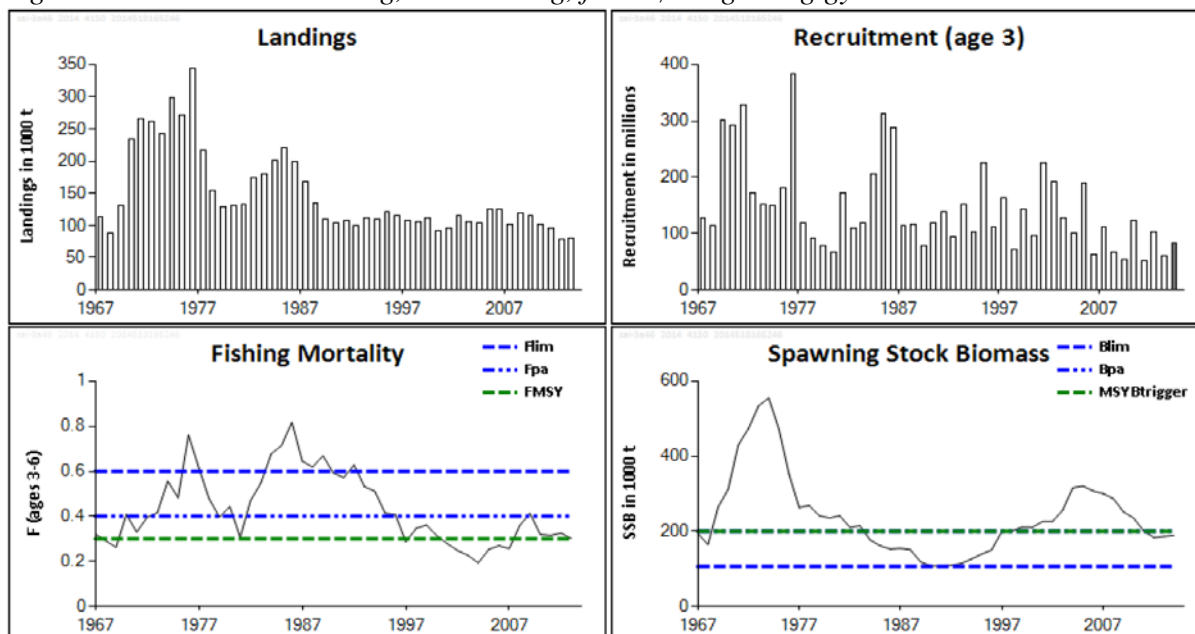 Landings
350
300
250
200
150
100
50
0
Landings in 1000 t
1967 1977 1987 1997 2007
Recruitment (age 3)
400
300
200
100
0
Recruitment in millions
1967 1977 1987 1997 2007
Fishing Mortality
Flim
Fpa
FMSY
1
0.8
0.6
0.4
0.2
0
F (ages 3-6)
1967 1977 1987 1997 2007
Spawning Stock Biomass
Blim
Bpa
MSYBtrigger
600
400
200
0
SSB in 1000 t
1967 1977 1987 1997 2007